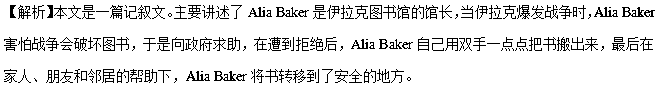 【解析】本文是一篇记叙文。主要讲述了 Alia Baker 是伊拉克图书馆的馆长，当伊拉克爆发战争时，Alia Baker
害怕战争会破坏图书，于是向政府求助，在遭到拒绝后，Alia Baker 自己用双手一点点把书搬出来，最后在
家人、朋友和邻居的帮助下，Alia Baker 将书转移到了安全的地方。